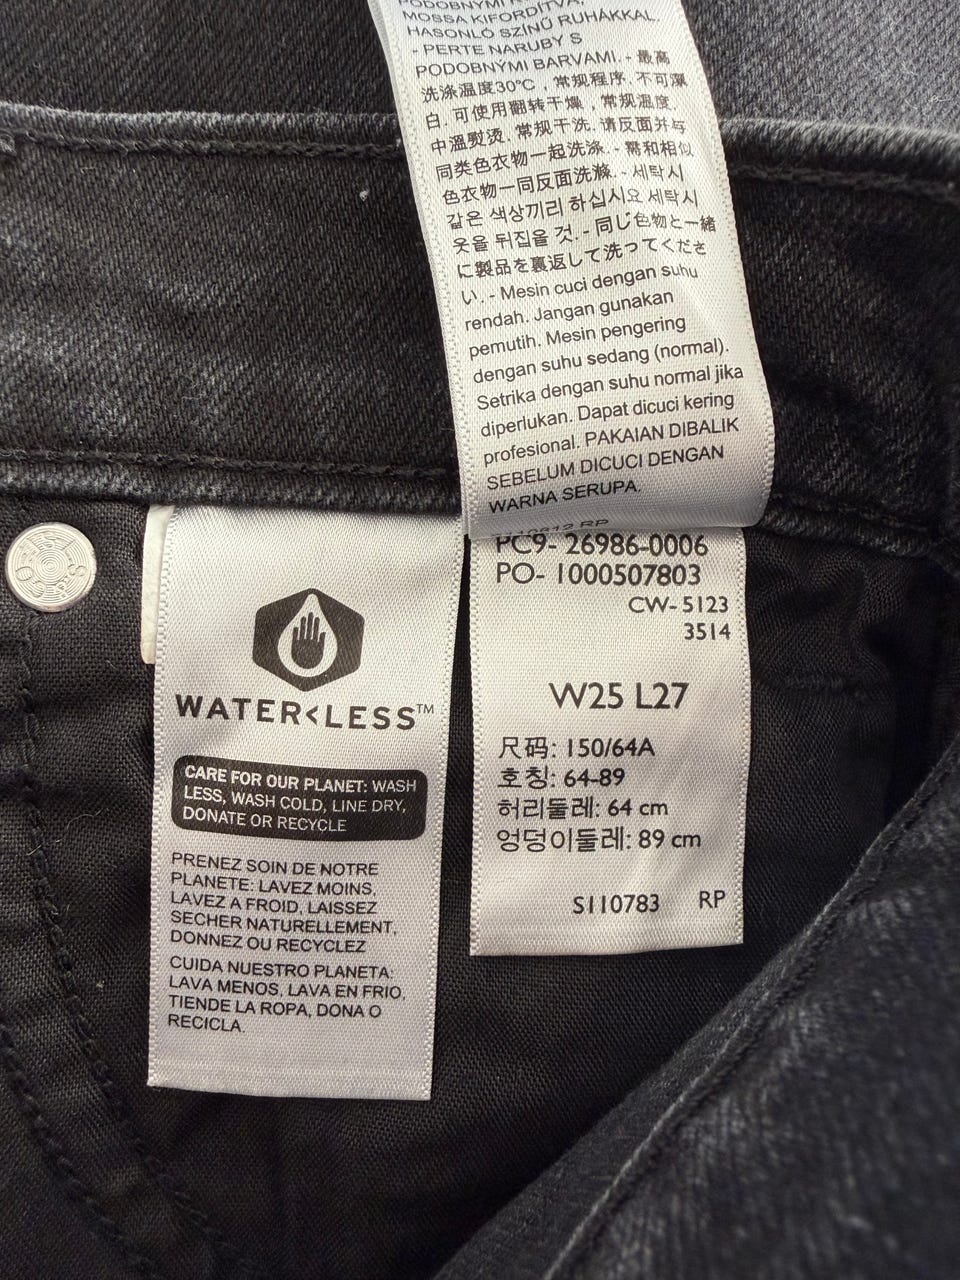 MOSSA KIFORDÍTVA,
HASONLÓ SZÍNŰ RUHÁKKAL.
- PERTE NARUBY S
PODOBNÝMI BARVAMI. - 最高
洗涤温度30°C，常规程序. 不可漂
白. 可使用翻转干燥，常规温度.
中溫熨烫. 常规干洗. 请反面并与
同类色衣物一起洗涤. - 需和相似
色衣物一同反面洗滌. - 세탁시
같은 색상끼리 하십시요 세탁시
옷을 뒤집을 것. - 同じ色物と一緒
に製品を裏返して洗ってくださ
い. - Mesin cuci dengan suhu
rendah. Jangan gunakan
pemutih. Mesin pengering
dengan suhu sedang (normal).
Setrika dengan suhu normal jika
diperlukan. Dapat dicuci kering
profesional. PAKAIAN DIBALIK
SEBELUM DICUCI DENGAN
WARNA SERUPA.
PC9- 26986-0006
PO- 1000507803
CW- 5123
3514
W25 L27
尺码: 150/64A
호칭: 64-89
허리둘레: 64 cm
엉덩이둘레: 89 cm
S110783 RP
WATER<LESS™
CARE FOR OUR PLANET: WASH
LESS, WASH COLD, LINE DRY,
DONATE OR RECYCLE
PRENEZ SOIN DE NOTRE
PLANETE: LAVEZ MOINS,
LAVEZ A FROID, LAISSEZ
SECHER NATURELLEMENT,
DONNEZ OU RECYCLEZ
CUIDA NUESTRO PLANETA:
LAVA MENOS, LAVA EN FRIO,
TIENDE LA ROPA, DONA O
RECICLA.